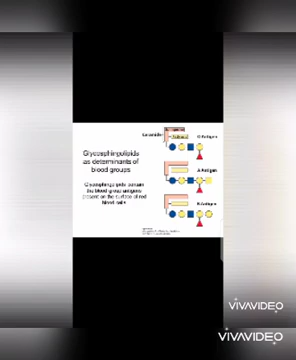 Glycosphingolipids
as determinants of
blood groups
Glycosphingolipids contain
the blood group antigens
present on the surface of red
blood cells
Ceramide
O Antigen
A Antigen
B Antigen
VIVAVIDEO
VIVAVIDEO